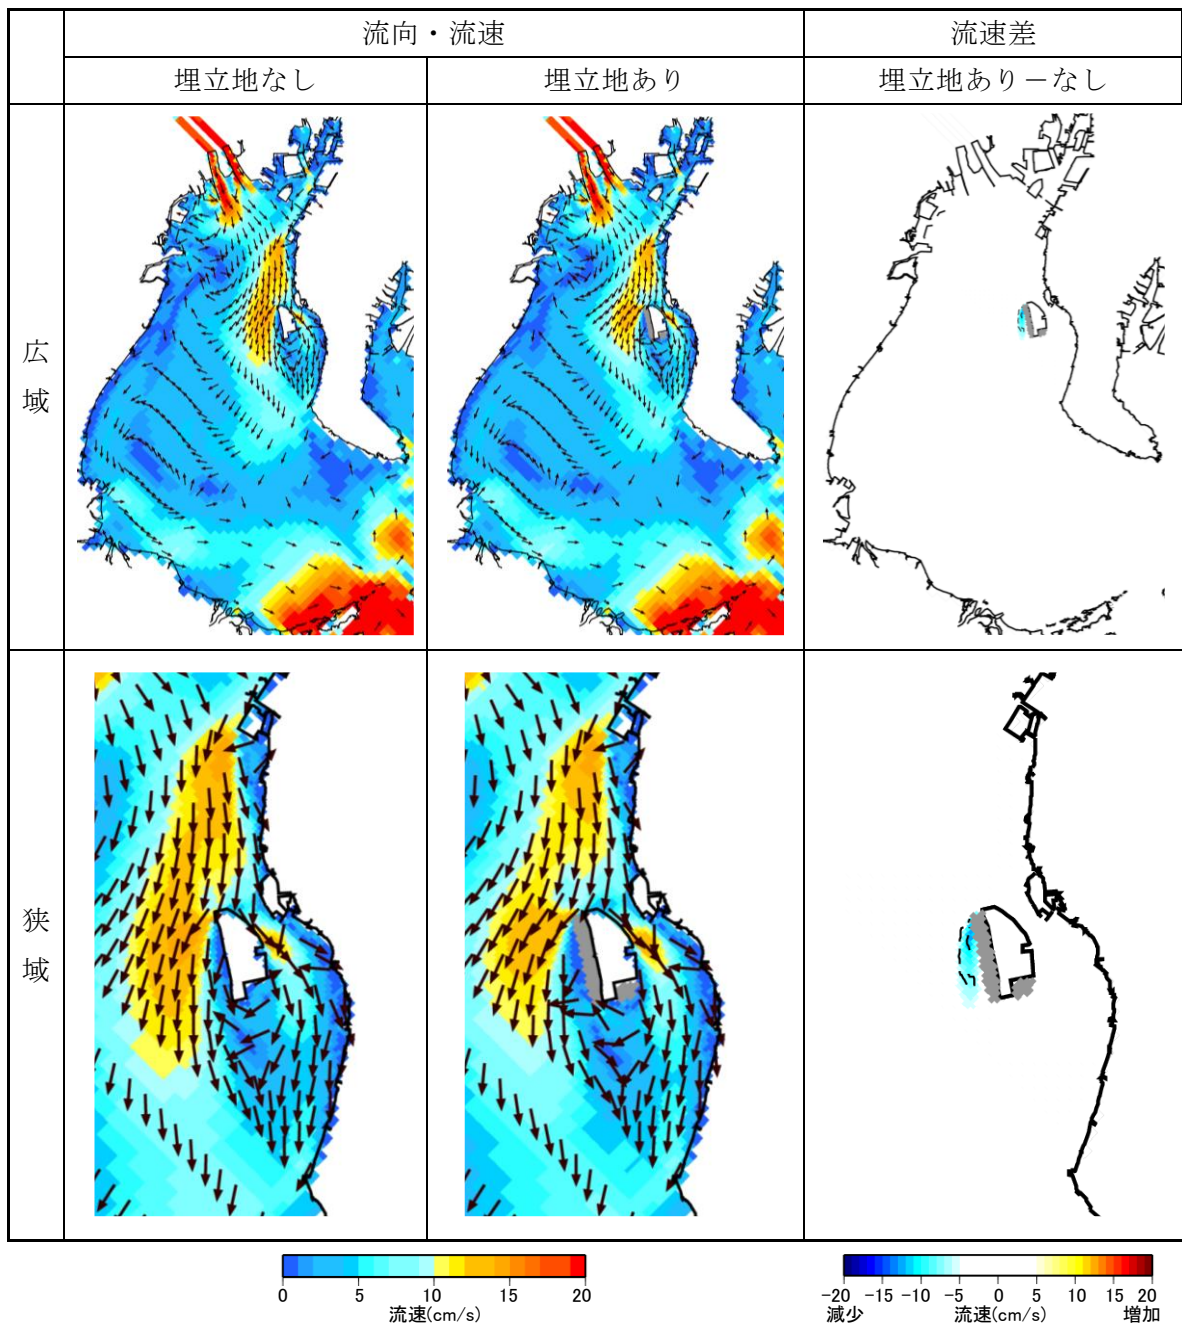 流向・流速
流速差
埋立地なし
埋立地あり
埋立地あり－なし
広
域
狭
域
0 5 10 15 20
流速(cm/s)
-20 -15 -10 -5 0 5 10 15 20
減少 流速(cm/s) 増加